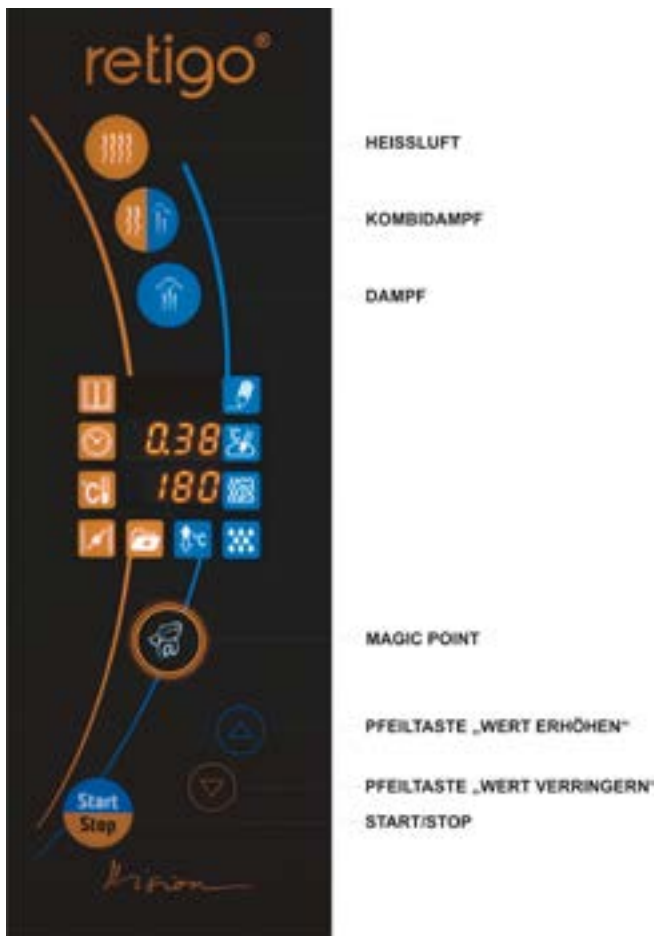 retigo®
HEISSLUFT
KOMBIDAMPF
DAMPF
0.38
°C 180
°C
@
MAGIC POINT
PFEILTASTE „WERT ERHÖHEN“
PFEILTASTE „WERT VERRINGERN“
Start
Stop
START/STOP
Vision